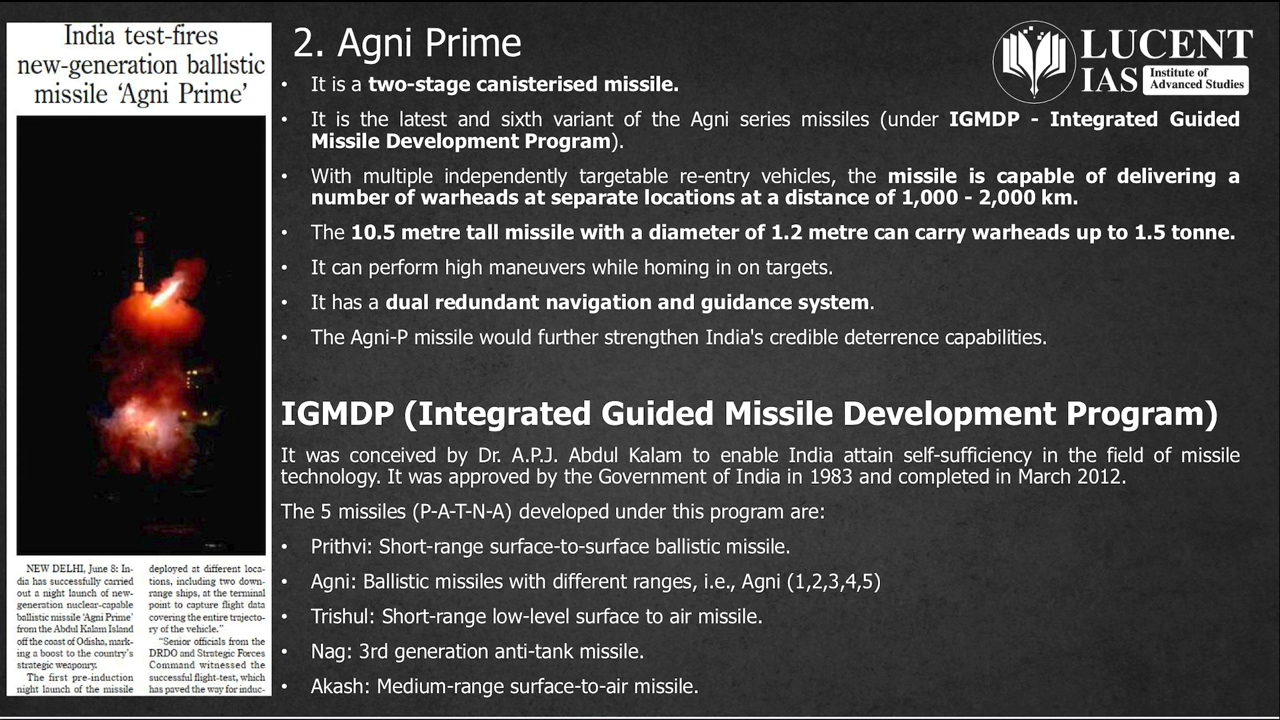 India test-fires
new-generation ballistic
missile ‘Agni Prime’
NEW DELHI, June 8: In-
dia has successfully carried
out a night launch of new-
generation nuclear-capable
ballistic missile ‘Agni Prime’
from the Abdul Kalam Island
off the coast of Odisha, mark-
ing a boost to the country’s
strategic weaponry.
The first pre-induction
night launch of the missile
deployed at different loca-
tions, including two down-
range ships, at the terminal
point to capture flight data
covering the entire trajecto-
ry of the vehicle.”
“Senior officials from the
DRDO and Strategic Forces
Command witnessed the
successful flight-test, which
has paved the way for induc-
2. Agni Prime
LUCENT
IAS Institute of
Advanced Studies
• It is a two-stage canisterised missile.
• It is the latest and sixth variant of the Agni series missiles (under IGMDP - Integrated Guided
Missile Development Program).
• With multiple independently targetable re-entry vehicles, the missile is capable of delivering a
number of warheads at separate locations at a distance of 1,000 - 2,000 km.
• The 10.5 metre tall missile with a diameter of 1.2 metre can carry warheads up to 1.5 tonne.
• It can perform high maneuvers while homing in on targets.
• It has a dual redundant navigation and guidance system.
• The Agni-P missile would further strengthen India's credible deterrence capabilities.
IGMDP (Integrated Guided Missile Development Program)
It was conceived by Dr. A.P.J. Abdul Kalam to enable India attain self-sufficiency in the field of missile
technology. It was approved by the Government of India in 1983 and completed in March 2012.
The 5 missiles (P-A-T-N-A) developed under this program are:
• Prithvi: Short-range surface-to-surface ballistic missile.
• Agni: Ballistic missiles with different ranges, i.e., Agni (1,2,3,4,5)
• Trishul: Short-range low-level surface to air missile.
• Nag: 3rd generation anti-tank missile.
• Akash: Medium-range surface-to-air missile.